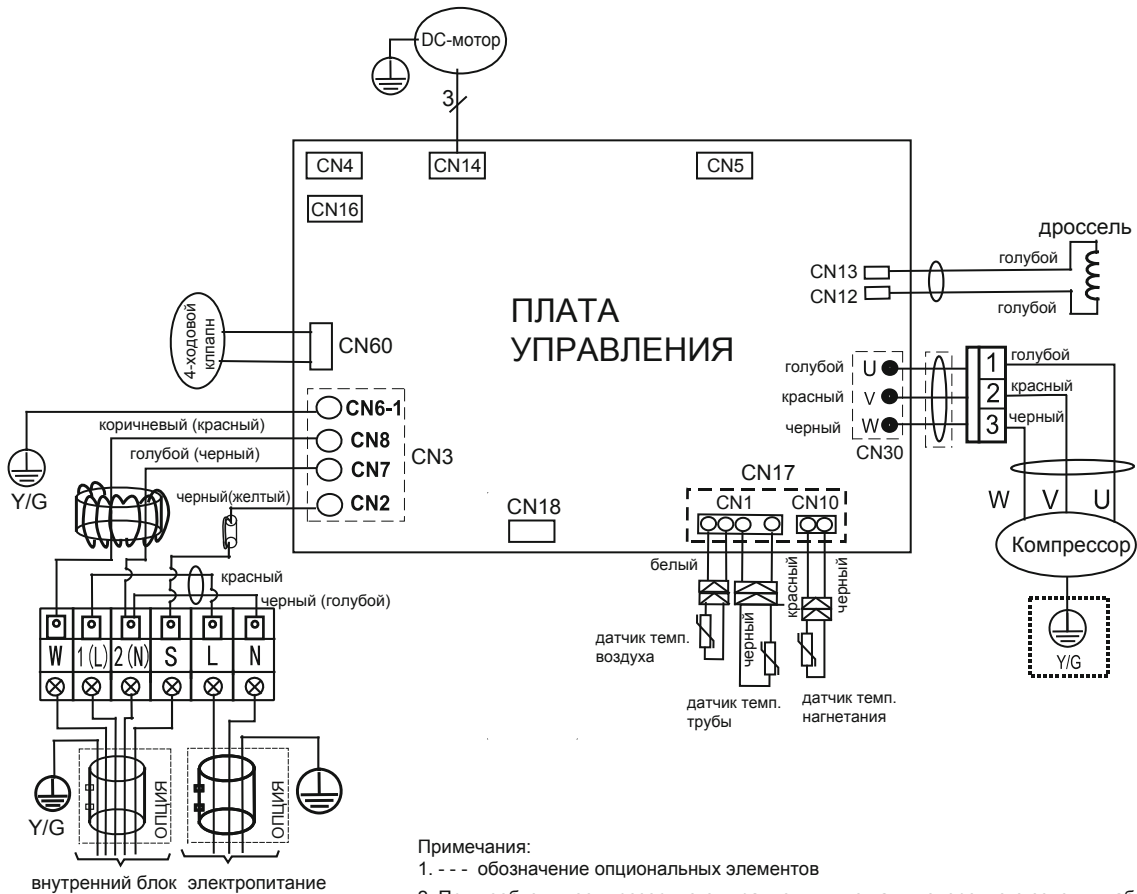 DC-мотор
3
CN4
CN14
CN5
CN16
дроссель
голубой
CN13
CN12
голубой
ПЛАТА
УПРАВЛЕНИЯ
4-ходовой
клпапн
CN60
голубой
U
1
голубой
красный
V
2
красный
черный
W
3
черный
CN30
CN6-1
коричневый (красный)
CN8
голубой (черный)
CN7
CN3
черный(желтый)
CN2
Y/G
CN18
CN17
CN1
CN10
W
V
U
Компрессор
Y/G
белый
черный
красный
черный
датчик темп.
воздуха
датчик темп.
трубы
датчик темп.
нагнетания
красный
черный (голубой)
W
1(L)
2(N)
S
L
N
Y/G
ОПЦИЯ
ОПЦИЯ
внутренний блок
электропитание
Примечания:
1. - - - обозначение опциональных элементов